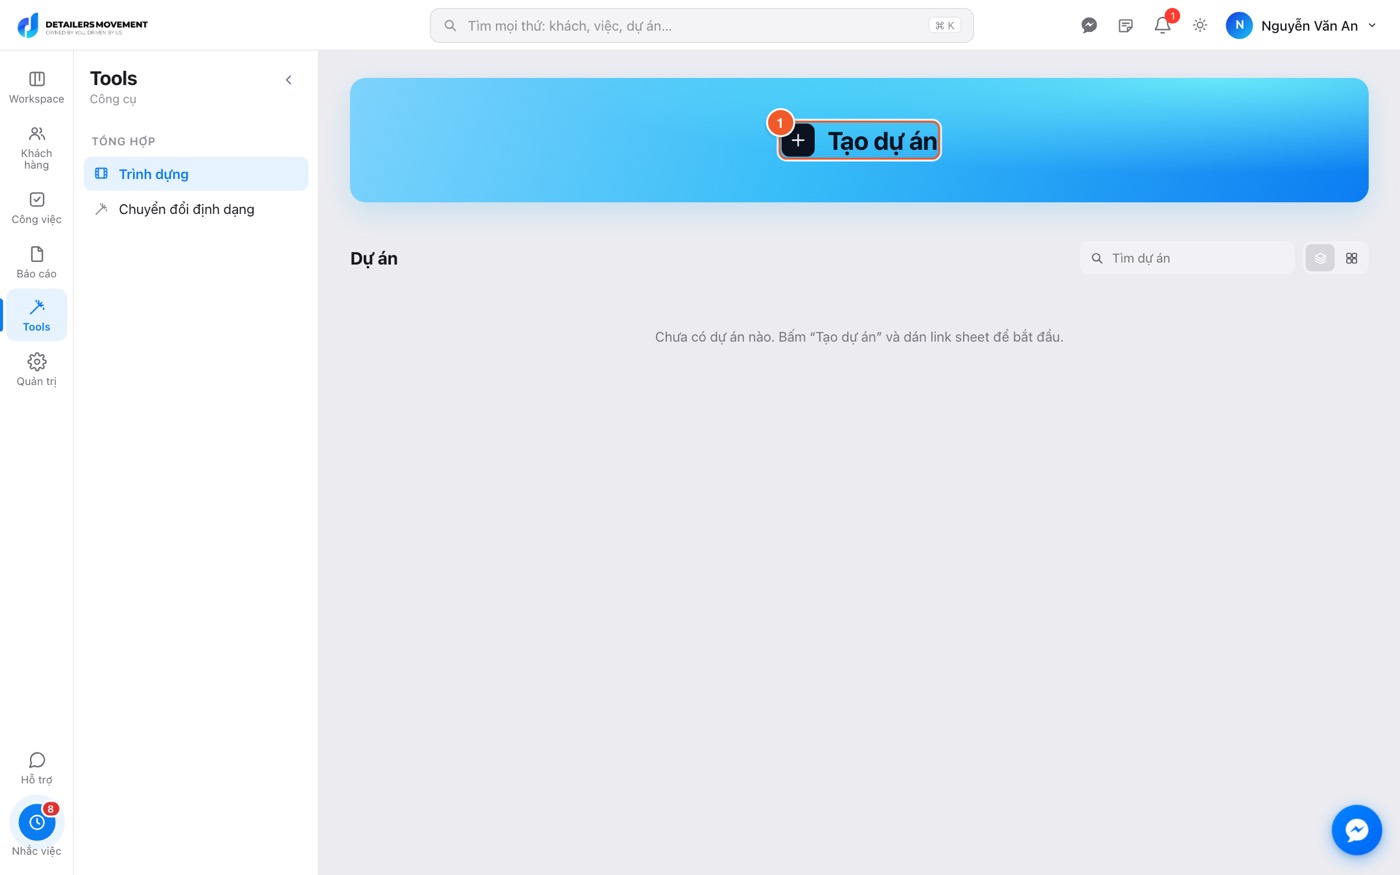 DETAILERS MOVEMENT
OWNED BY YOU, DRIVEN BY US
Tìm mọi thứ: khách, việc, dự án...
⌘ K
1
N
Nguyễn Văn An
Workspace
Khách
hàng
Công việc
Báo cáo
Tools
Quản trị
Hỗ trợ
8
Nhắc việc
Tools
Công cụ
TỔNG HỢP
Trình dựng
Chuyển đổi định dạng
1
Tạo dự án
Dự án
Tìm dự án
Chưa có dự án nào. Bấm “Tạo dự án” và dán link sheet để bắt đầu.